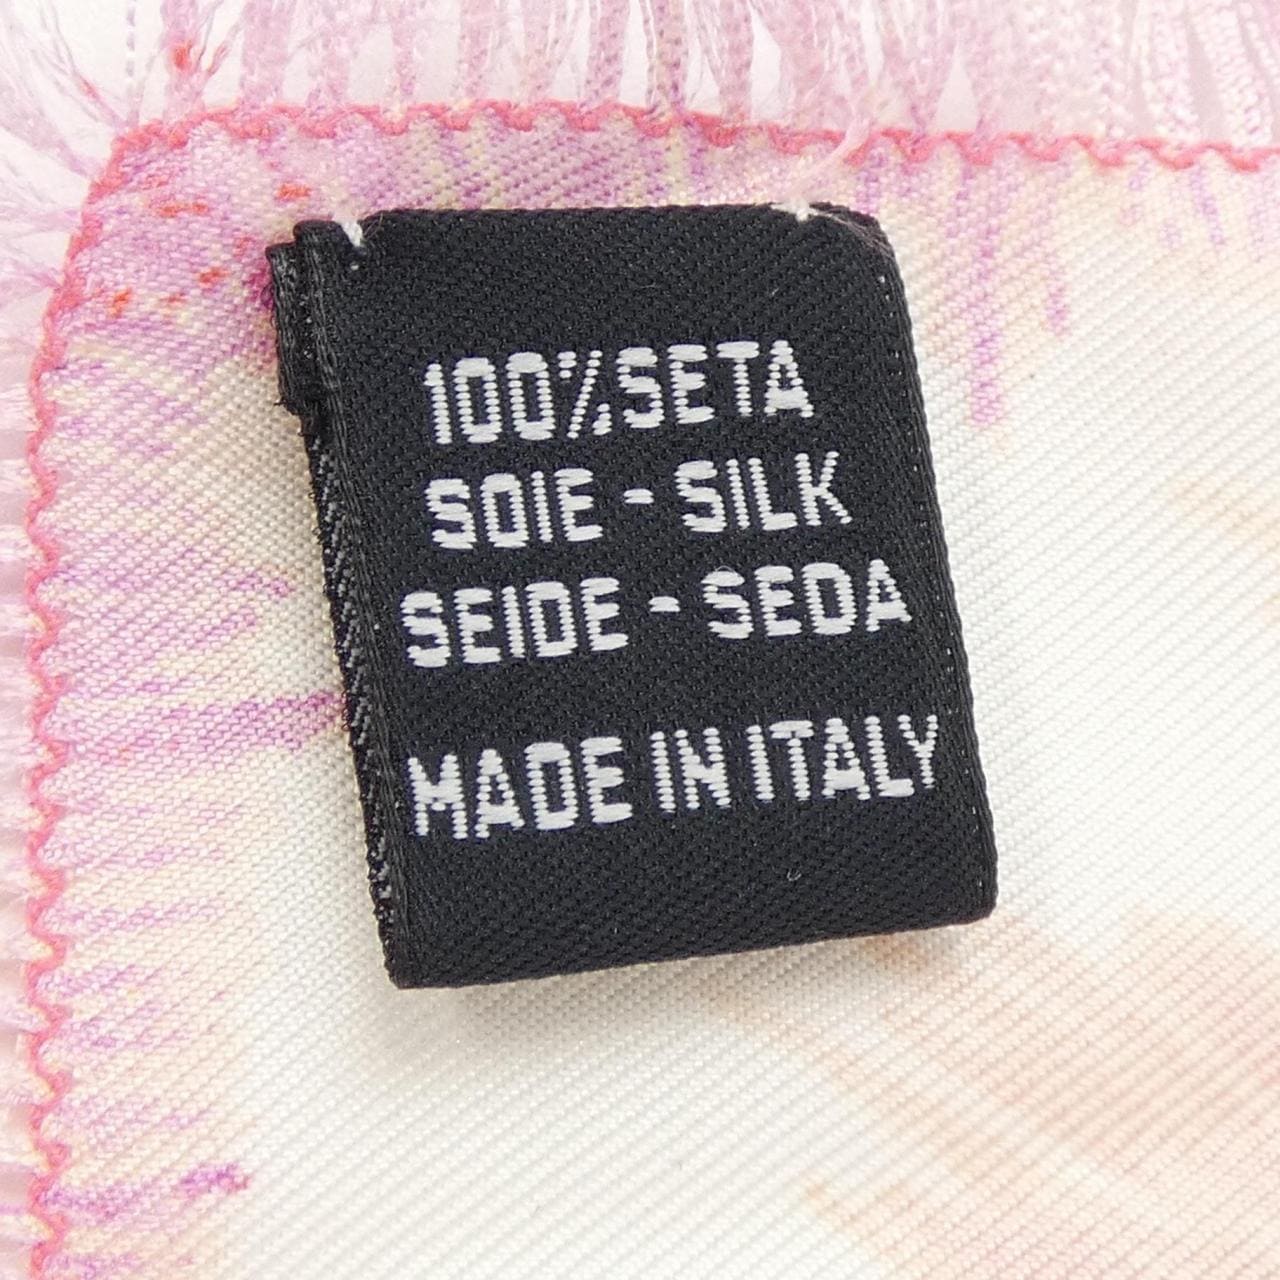 100%SETA
SOIE - SILK
SEIDE - SEDA
MADE IN ITALY